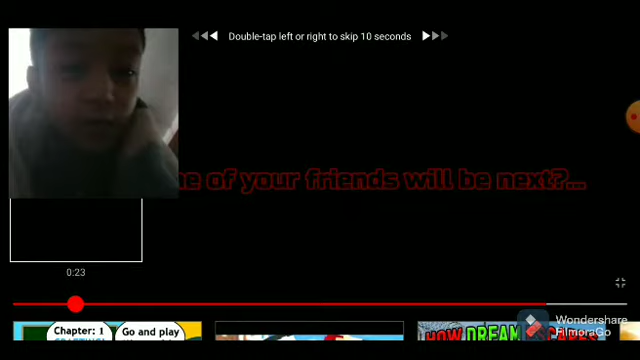 Double-tap left or right to skip 10 seconds
of your friends will be next?...
0:23
Wondershare
FilmoraGo
Chapter: 1
Go and play
HOW DREAM ESCAPES